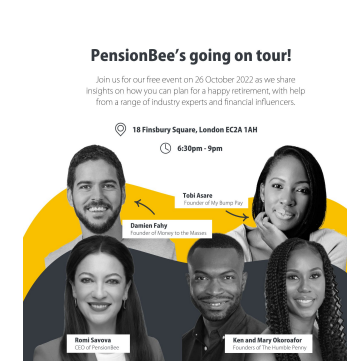 PensionBee's going on tour!
Join us for our free event on 26 October 2022 as we share
insights on how you can plan for a happy retirement, with help
from a range of industry experts and financial influencers.
18 Finsbury Square, London EC2A 1AH
6:30pm - 9pm
Tobi Asare
Founder of My Bump Pay
Damien Fahy
Founder of Money to the Masses
Romi Savova
CEO of PensionBee
Ken and Mary Okoroafor
Founders of The Humble Penny